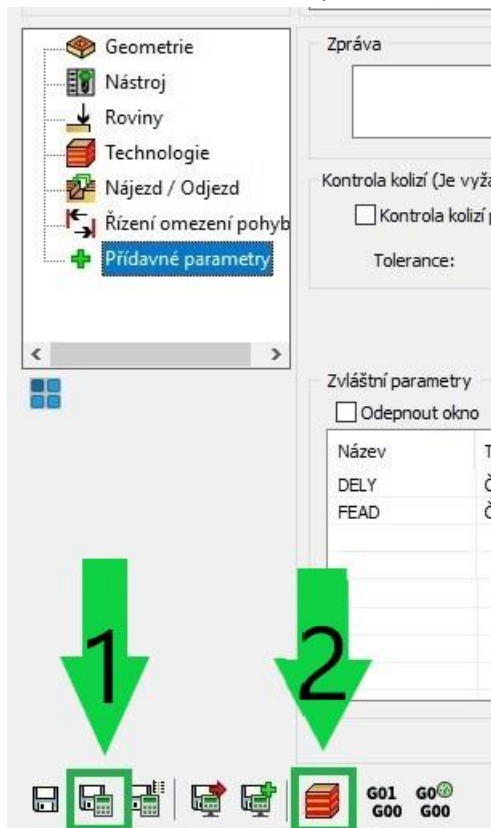 Geometrie
Nástroj
Roviny
Technologie
Nájezd / Odjezd
Řízení omezení pohyb
Přídavné parametry
Zpráva
Kontrola kolizí (Je vyža
Kontrola kolizí p
Tolerance:
Zvláštní parametry
Odepnout okno
Název T
DELY Č
FEAD Č
1
2
G01 G0
G00 G00